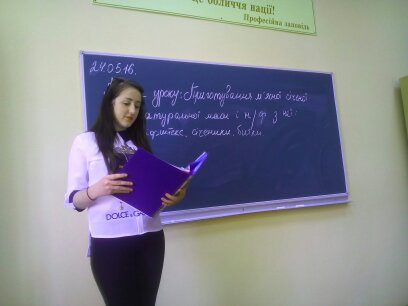 це обличчя нації!
Професійна заповідь
24.05.16.
уроку: Приготування м'ясної січеної
натуральної маси і н/ф з неї:
біфштекс, січеники, битки.
DOLCE & GA